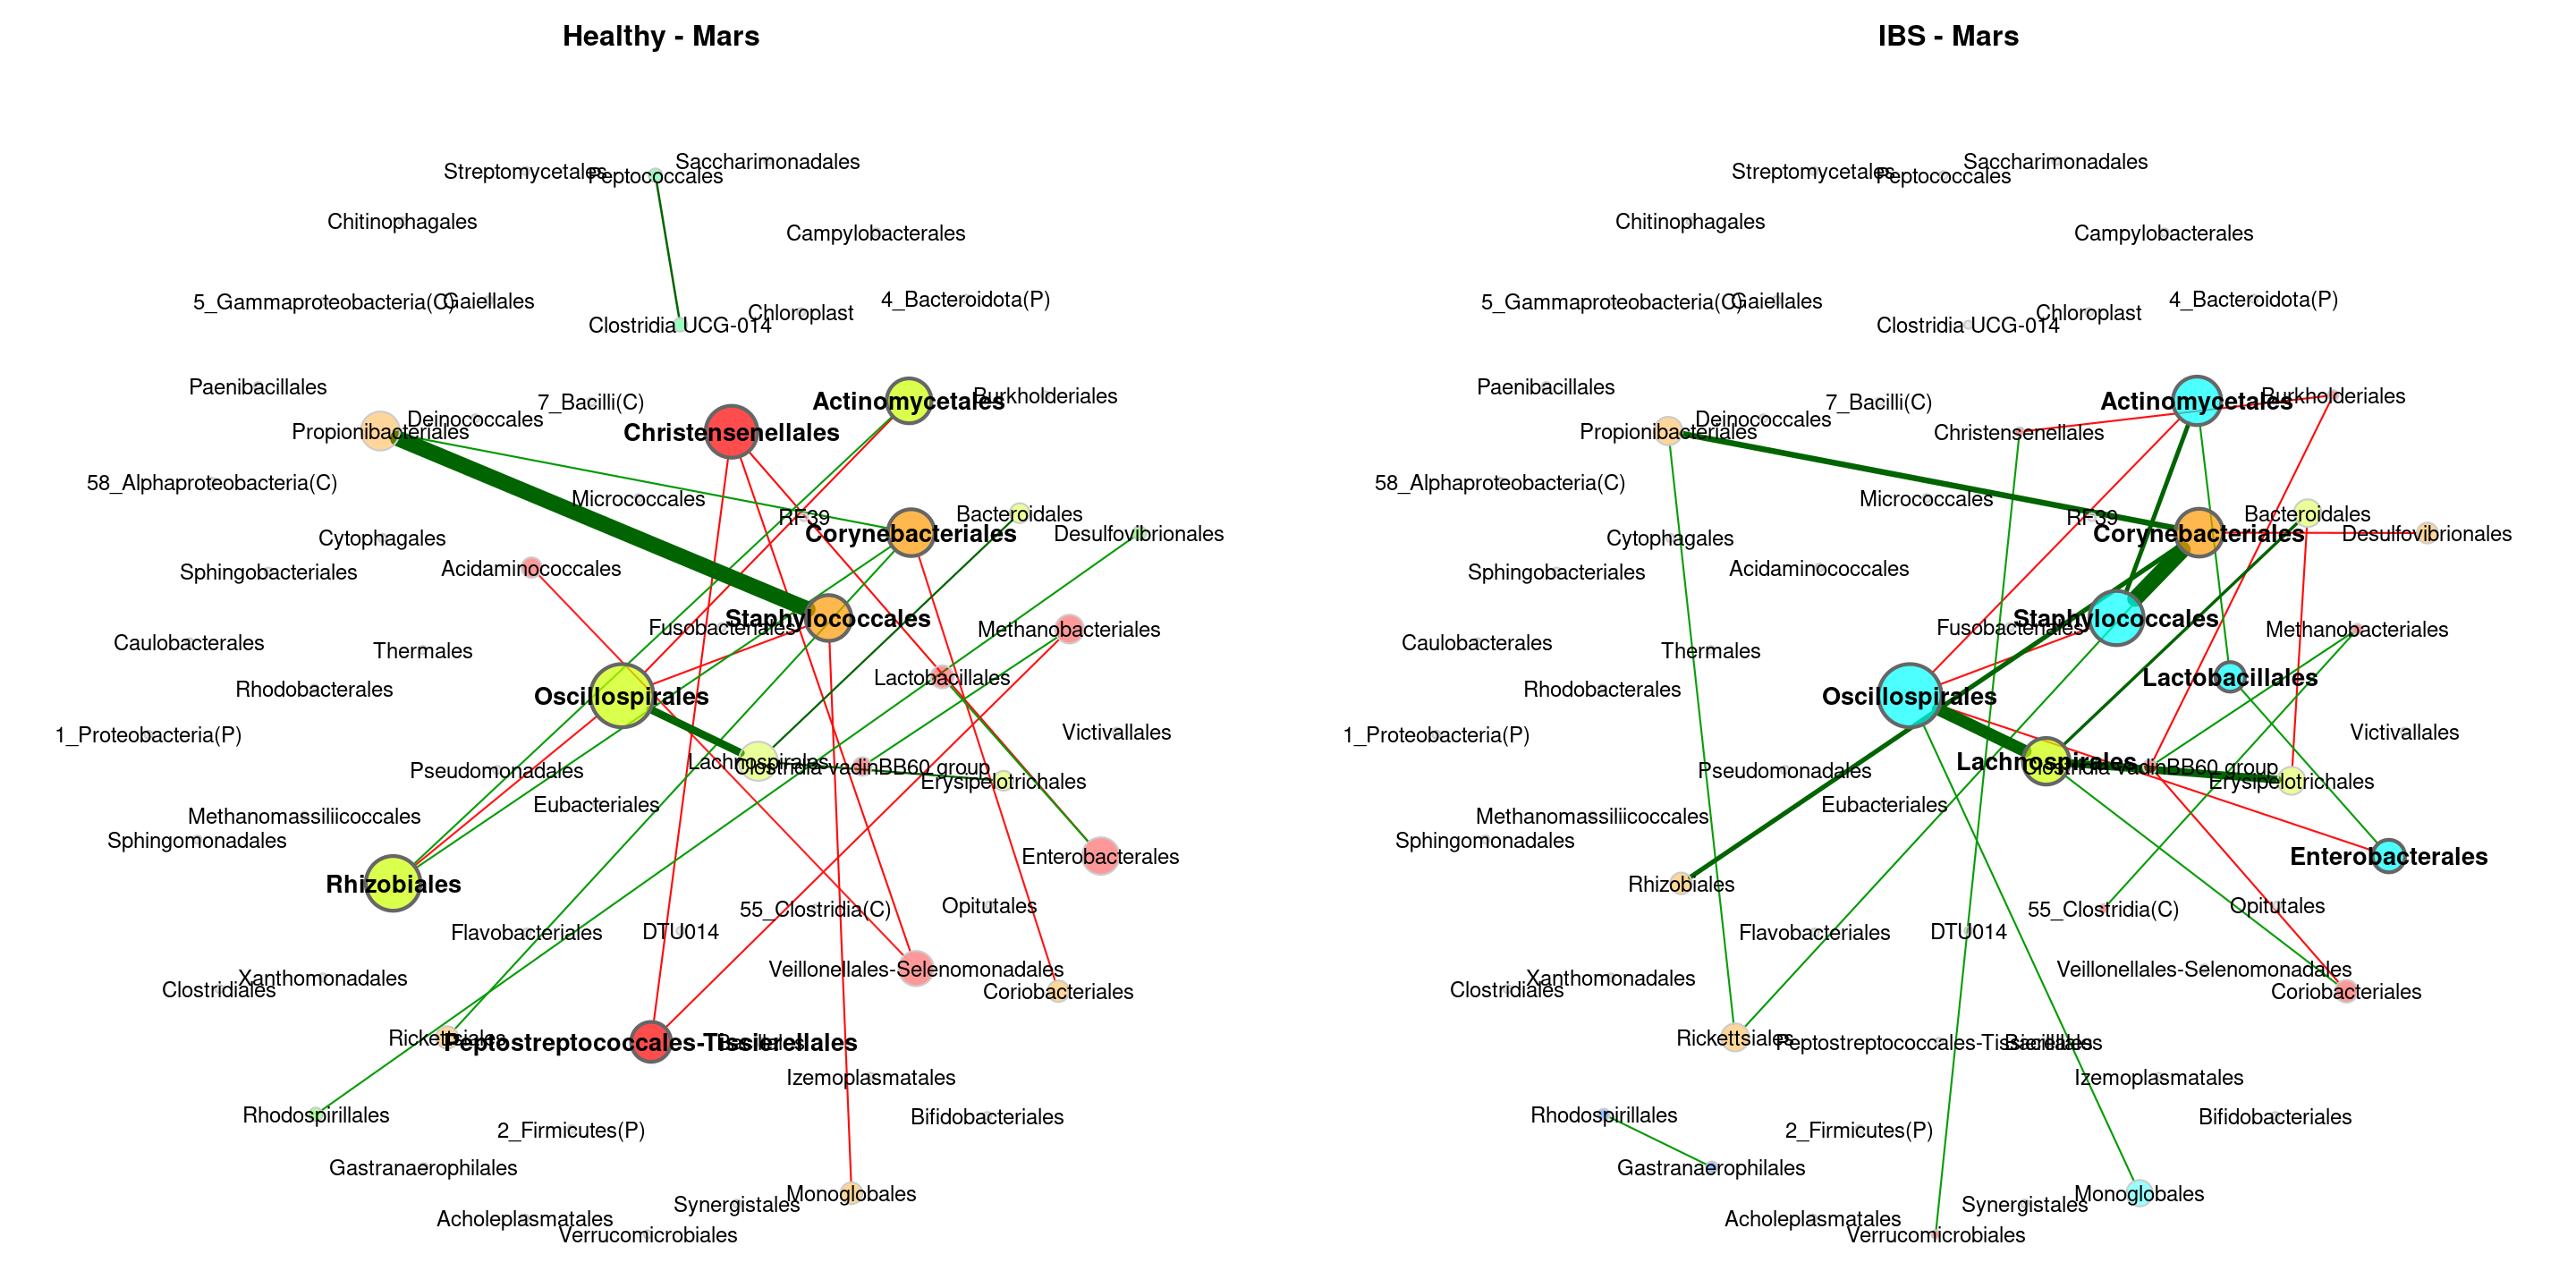 Healthy - Mars
Saccharimonadales
Streptomycetales
Peptococcales
Chitinophagales
Campylobacterales
5_Gammaproteobacteria(C)
Gaiellales
4_Bacteroidota(P)
Chloroplast
Clostridia UCG-014
Paenibacillales
Burkholderiales
7_Bacilli(C)
Actinomycetales
Deinococcales
Propionibacteriales
Christensenellales
58_Alphaproteobacteria(C)
Micrococcales
Bacteroidales
RF39
Corynebacteriales
Desulfovibrionales
Cytophagales
Acidaminococcales
Sphingobacteriales
Staphylococcales
Fusobacteriales
Methanobacteriales
Caulobacterales
Thermales
Lactobacillales
Rhodobacterales
Oscillospirales
Victivallales
1_Proteobacteria(P)
Lachnospirales
Clostridia vadinBB60 group
Pseudomonadales
Erysipelotrichales
Eubacteriales
Methanomassiliicoccales
Sphingomonadales
Enterobacterales
Rhizobiales
Opitutales
55_Clostridia(C)
Flavobacteriales
DTU014
Veillonellales-Selenomonadales
Xanthomonadales
Clostridiales
Coriobacteriales
Rickettsiales
Peptostreptococcales-Tissierellales
Bacillales
Izemoplasmatales
Rhodospirillales
Bifidobacteriales
2_Firmicutes(P)
Gastranaerophilales
Monoglobales
Synergistales
Acholeplasmatales
Verrucomicrobiales
IBS - Mars
Saccharimonadales
Streptomycetales
Peptococcales
Chitinophagales
Campylobacterales
5_Gammaproteobacteria(C)
Gaiellales
4_Bacteroidota(P)
Chloroplast
Clostridia UCG-014
Paenibacillales
Burkholderiales
7_Bacilli(C)
Actinomycetales
Deinococcales
Propionibacteriales
Christensenellales
58_Alphaproteobacteria(C)
Micrococcales
Bacteroidales
RF39
Corynebacteriales
Desulfovibrionales
Cytophagales
Acidaminococcales
Sphingobacteriales
Staphylococcales
Fusobacteriales
Methanobacteriales
Caulobacterales
Thermales
Lactobacillales
Rhodobacterales
Oscillospirales
Victivallales
1_Proteobacteria(P)
Lachnospirales
Clostridia vadinBB60 group
Pseudomonadales
Erysipelotrichales
Eubacteriales
Methanomassiliicoccales
Sphingomonadales
Enterobacterales
Rhizobiales
Opitutales
55_Clostridia(C)
Flavobacteriales
DTU014
Veillonellales-Selenomonadales
Xanthomonadales
Clostridiales
Coriobacteriales
Rickettsiales
Peptostreptococcales-Tissierellales
Bacillales
Izemoplasmatales
Rhodospirillales
Bifidobacteriales
2_Firmicutes(P)
Gastranaerophilales
Monoglobales
Synergistales
Acholeplasmatales
Verrucomicrobiales